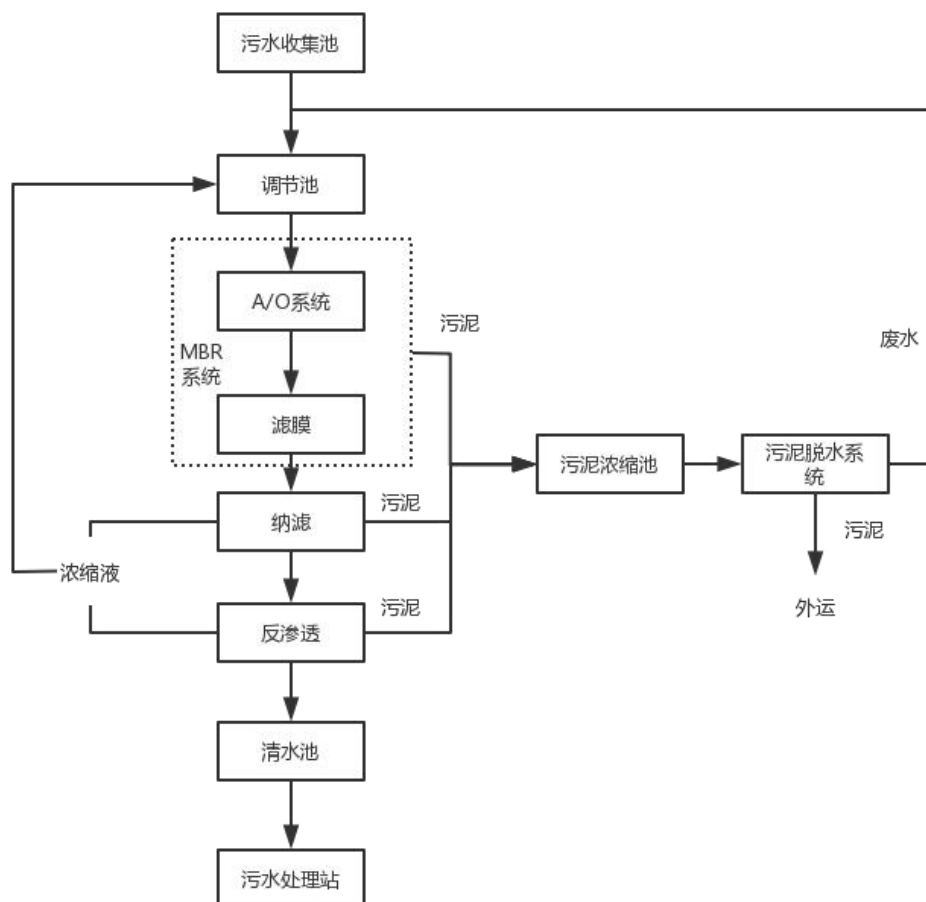 污水收集池
调节池
A/O系统
污泥
废水
MBR
系统
滤膜
污泥浓缩池
污泥脱水系
统
纳滤
污泥
污泥
浓缩液
外运
反渗透
污泥
清水池
污水处理站